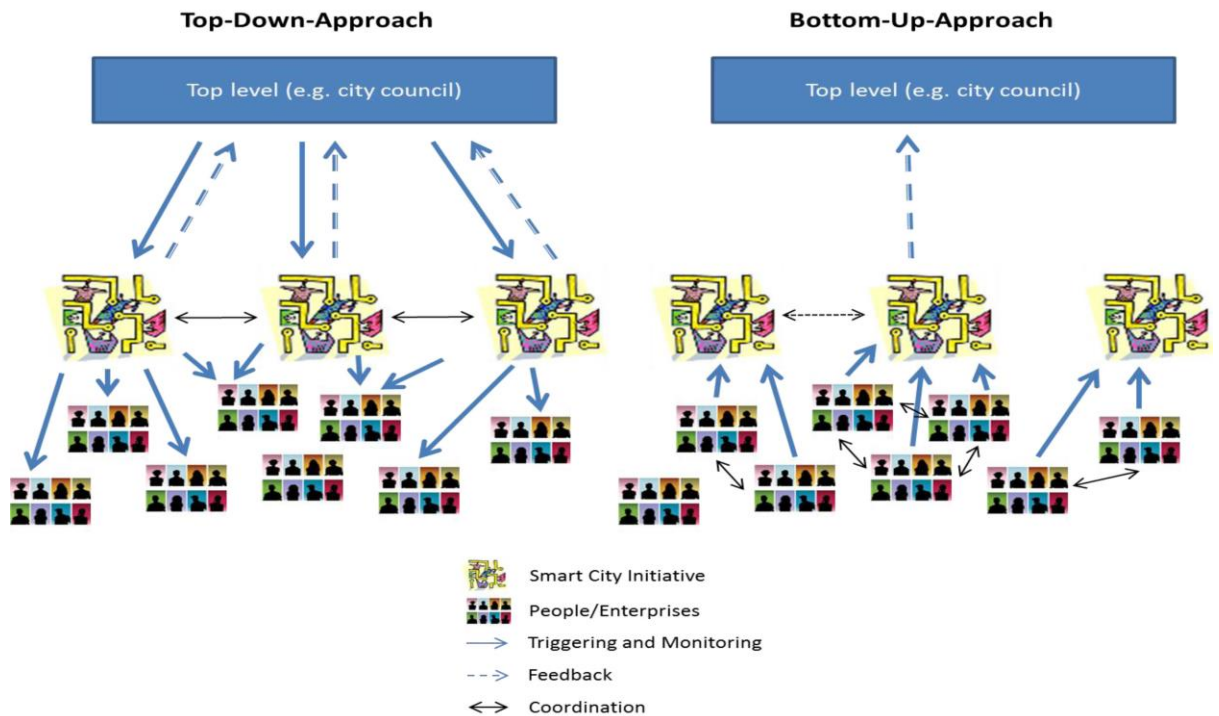 Top-Down-Approach
Bottom-Up-Approach
Top level (e.g. city council)
Top level (e.g. city council)
Smart City Initiative
People/Enterprises
Triggering and Monitoring
Feedback
Coordination